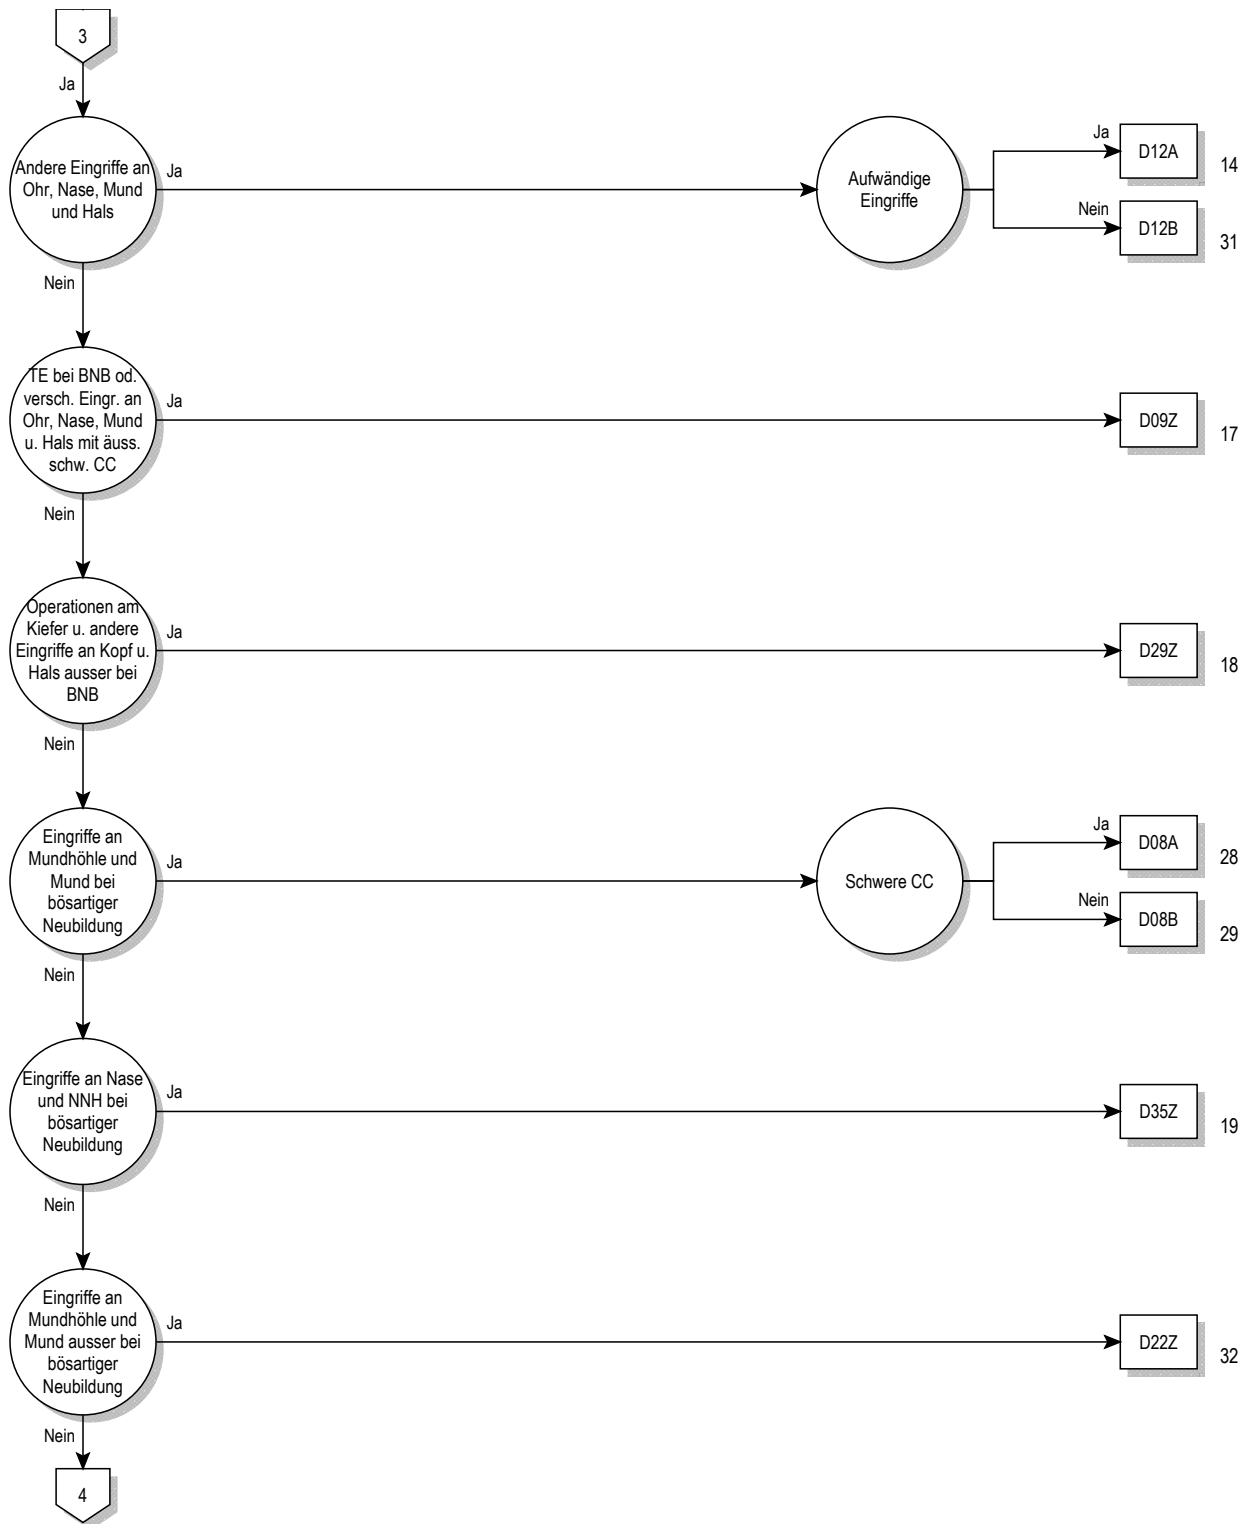 3
Ja
Andere Eingriffe an
Ohr, Nase, Mund
und Hals
Ja
Aufwändige
Eingriffe
Ja
D12A
14
Nein
D12B
31
Nein
TE bei BNB od.
versch. Eingr. an
Ohr, Nase, Mund
u. Hals mit äuss.
schw. CC
Ja
D09Z
17
Nein
Operationen am
Kiefer u. andere
Eingriffe an Kopf u.
Hals ausser bei
BNB
Ja
D29Z
18
Nein
Eingriffe an
Mundhöhle und
Mund bei
bösartiger
Neubildung
Ja
Schwere CC
Ja
D08A
28
Nein
D08B
29
Nein
Eingriffe an Nase
und NNH bei
bösartiger
Neubildung
Ja
D35Z
19
Nein
Eingriffe an
Mundhöhle und
Mund ausser bei
bösartiger
Neubildung
Ja
D22Z
32
Nein
4